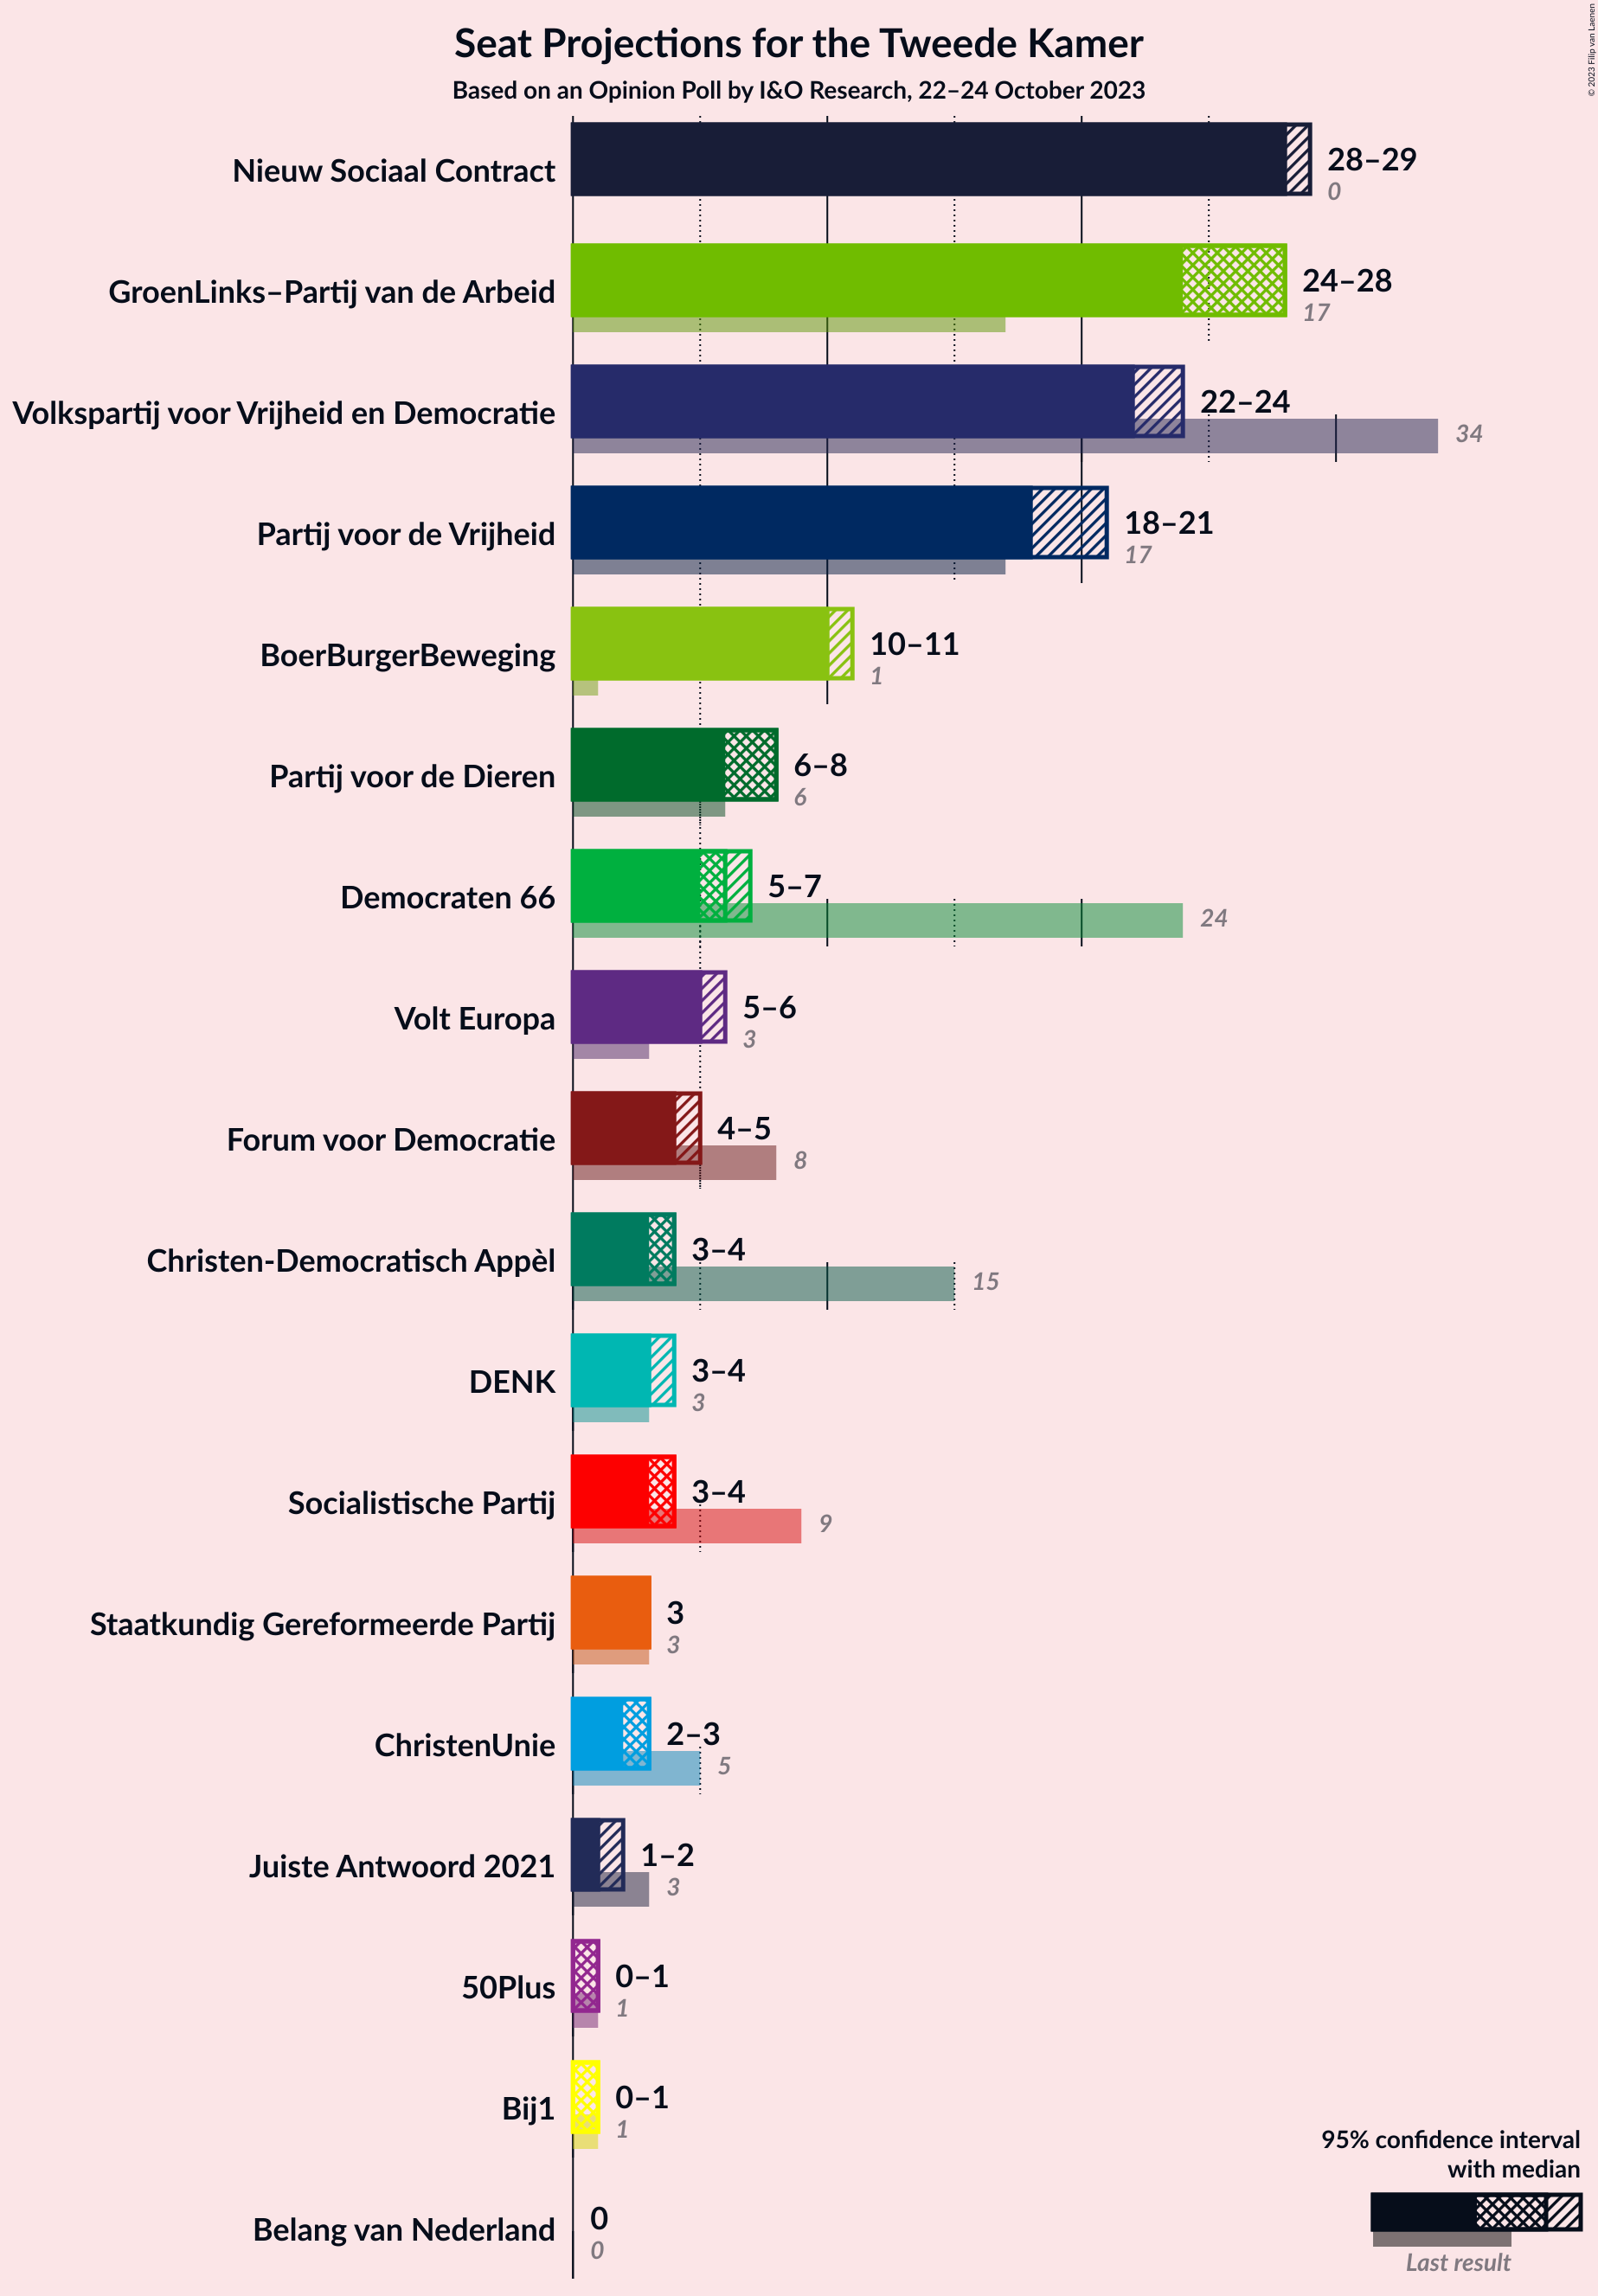 Seat Projections for the Tweede Kamer
Based on an Opinion Poll by I&O Research, 22–24 October 2023
© 2023 Filip van Laenen
Nieuw Sociaal Contract
28–29
0
GroenLinks–Partij van de Arbeid
24–28
17
Volkspartij voor Vrijheid en Democratie
22–24
34
Partij voor de Vrijheid
18–21
17
BoerBurgerBeweging
10–11
1
Partij voor de Dieren
6–8
6
Democraten 66
5–7
24
Volt Europa
5–6
3
Forum voor Democratie
4–5
8
Christen-Democratisch Appèl
3–4
15
DENK
3–4
3
Socialistische Partij
3–4
9
Staatkundig Gereformeerde Partij
3
3
ChristenUnie
2–3
5
Juiste Antwoord 2021
1–2
3
50Plus
0–1
1
Bij1
0–1
1
Belang van Nederland
0
0
95% confidence interval
with median
Last result